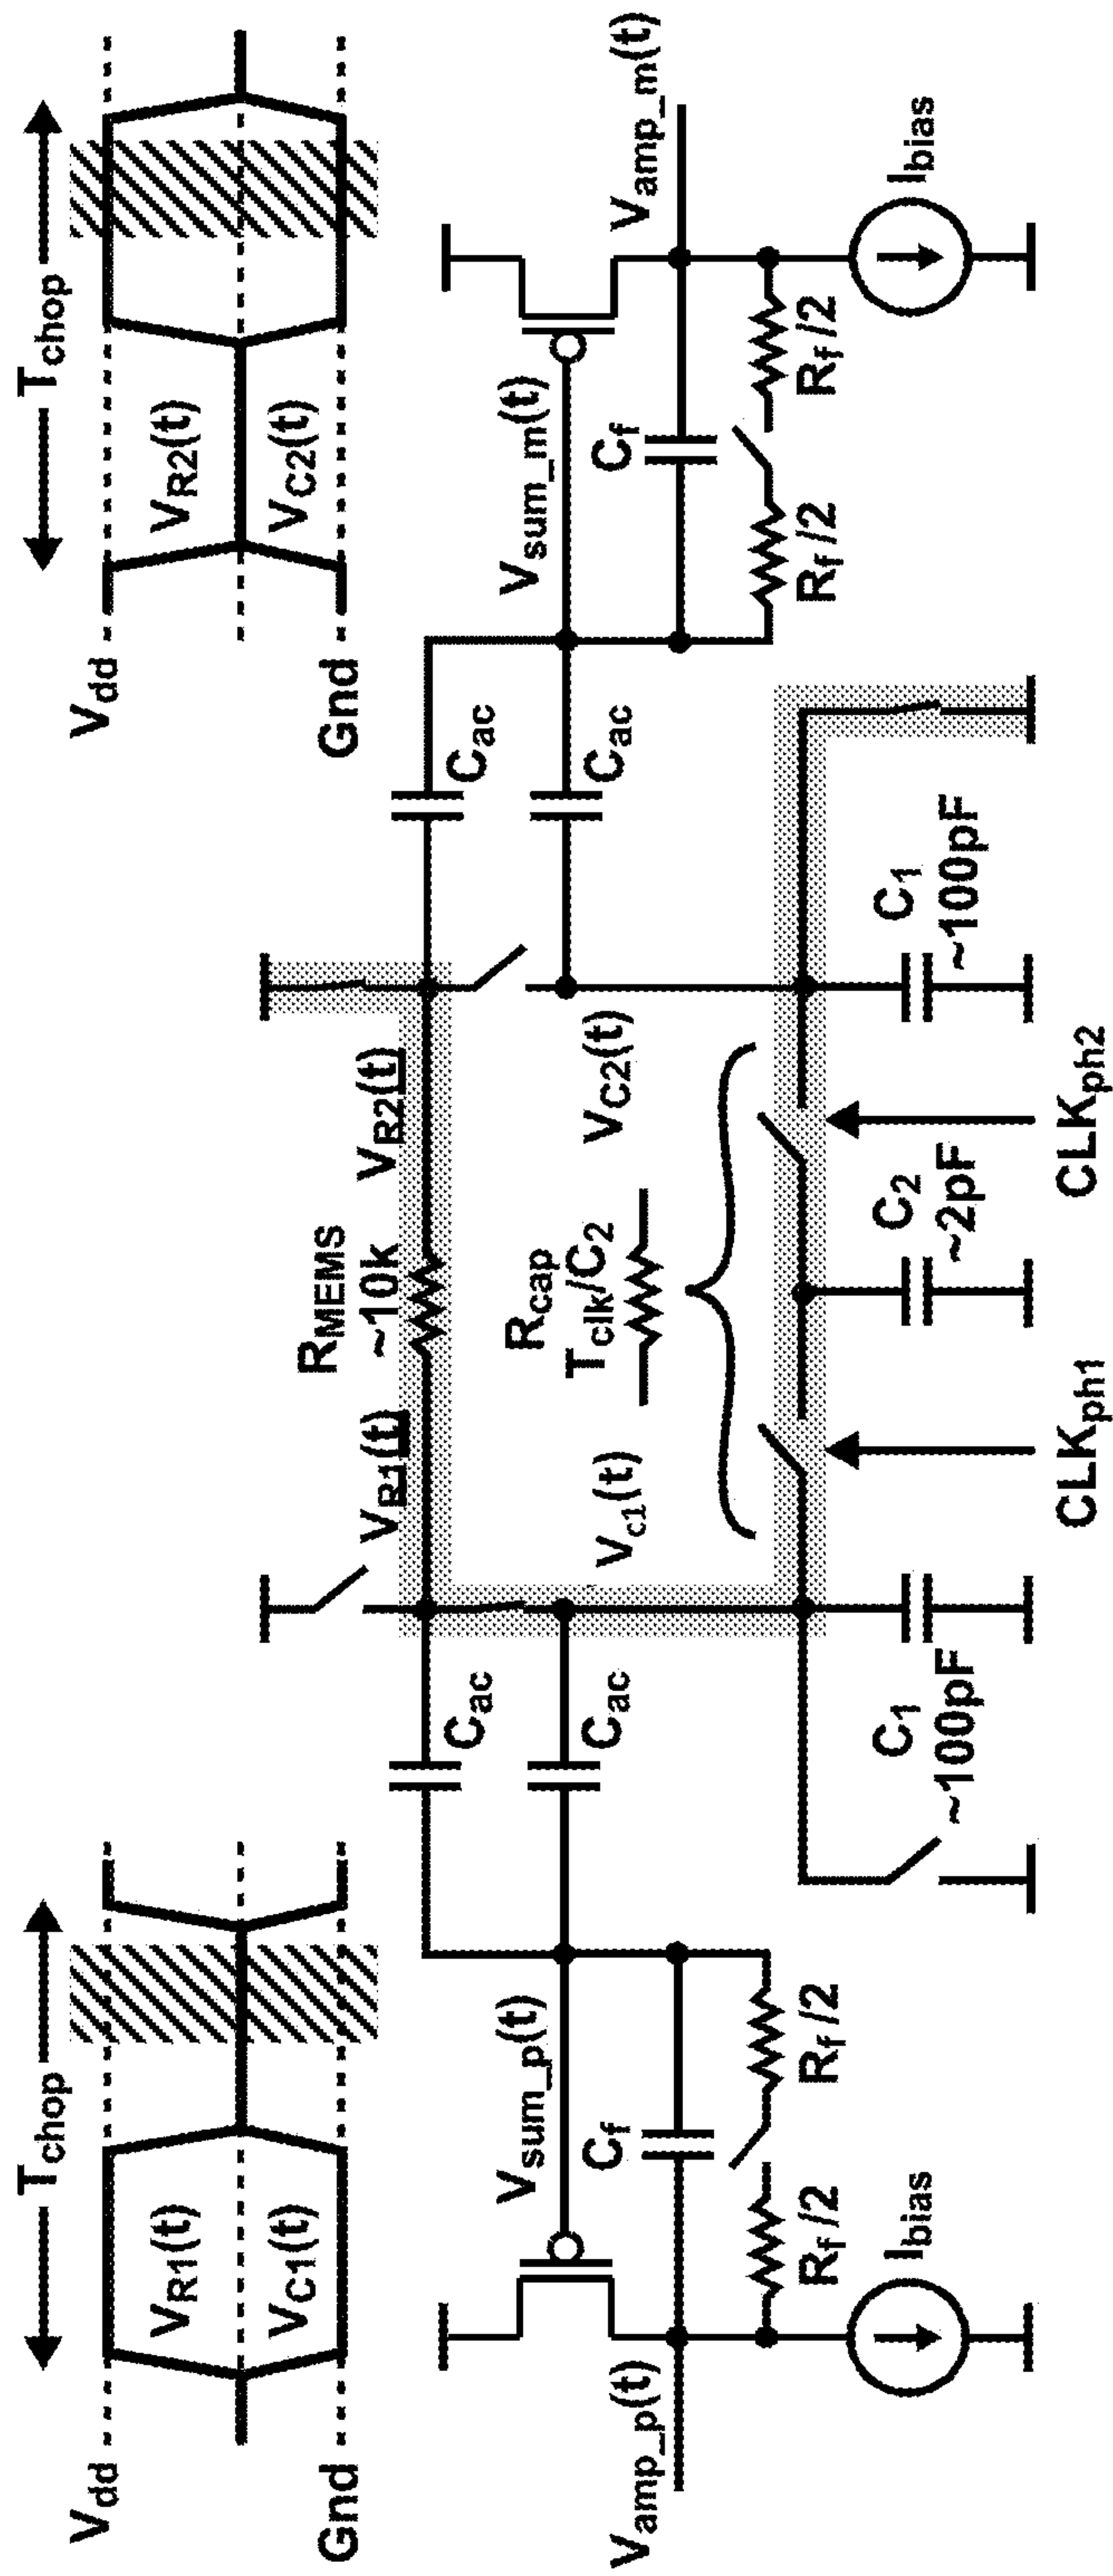 T_chop
V_dd
V_R1(t)
V_C1(t)
Gnd
T_chop
V_dd
V_R2(t)
V_C2(t)
Gnd
R_MEMS
~10k
V_R1(t)
V_R2(t)
C_ac
C_ac
V_sum_p(t)
V_sum_m(t)
C_ac
C_ac
V_c1(t)
R_cap
T_clk/C_2
V_C2(t)
V_amp_p(t)
C_f
C_f
V_amp_m(t)
R_f/2
R_f/2
R_f/2
R_f/2
I_bias
I_bias
C_1
~100pF
C_2
~2pF
C_1
~100pF
CLK_ph1
CLK_ph2